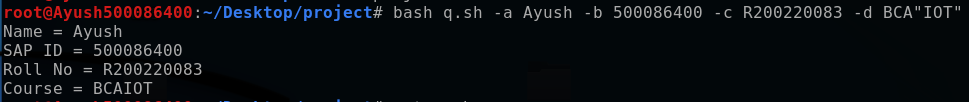 root@Ayush500086400:~/Desktop/project# bash q.sh -a Ayush -b 500086400 -c R200220083 -d BCA"IOT"
Name = Ayush
SAP ID = 500086400
Roll No = R200220083
Course = BCAIOT